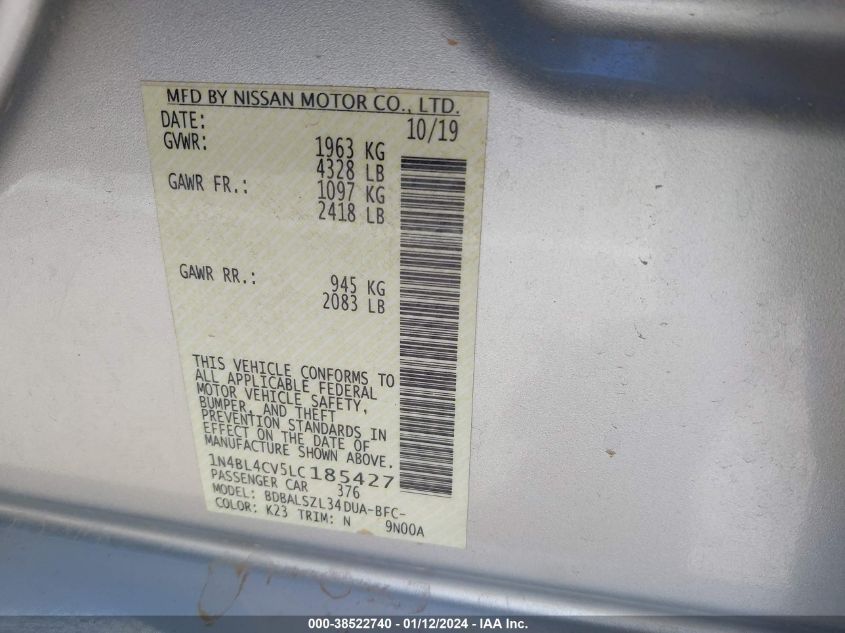 MFD BY NISSAN MOTOR CO., LTD.
DATE: 10/19
GVWR: 1963 KG
4328 LB
GAWR FR.: 1097 KG
2418 LB
GAWR RR.: 945 KG
2083 LB
THIS VEHICLE CONFORMS TO
ALL APPLICABLE FEDERAL
MOTOR VEHICLE SAFETY,
BUMPER, AND THEFT
PREVENTION STANDARDS IN
EFFECT ON THE DATE OF
MANUFACTURE SHOWN ABOVE.
1N4BL4CV5LC185427
PASSENGER CAR 376
MODEL: BDBALSZL34DUA-BFC-
COLOR: K23 TRIM: N 9N00A
000-38522740 - 01/12/2024 - IAA Inc.